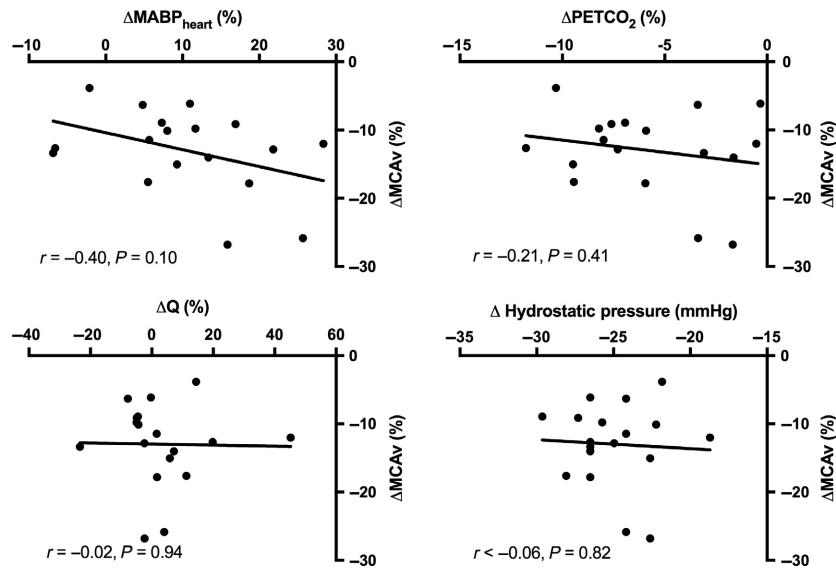 ΔMABPheart (%)
−10 0 10 20 30
0
−10
−20
−30
ΔMCAv (%)
r = −0.40, P = 0.10
ΔPETCO2 (%)
−15 −10 −5 0
0
−10
−20
−30
ΔMCAv (%)
r = −0.21, P = 0.41
ΔQ (%)
−40 −20 0 20 40 60
0
−10
−20
−30
ΔMCAv (%)
r = −0.02, P = 0.94
Δ Hydrostatic pressure (mmHg)
−35 −30 −25 −20 −15
0
−10
−20
−30
ΔMCAv (%)
r < −0.06, P = 0.82